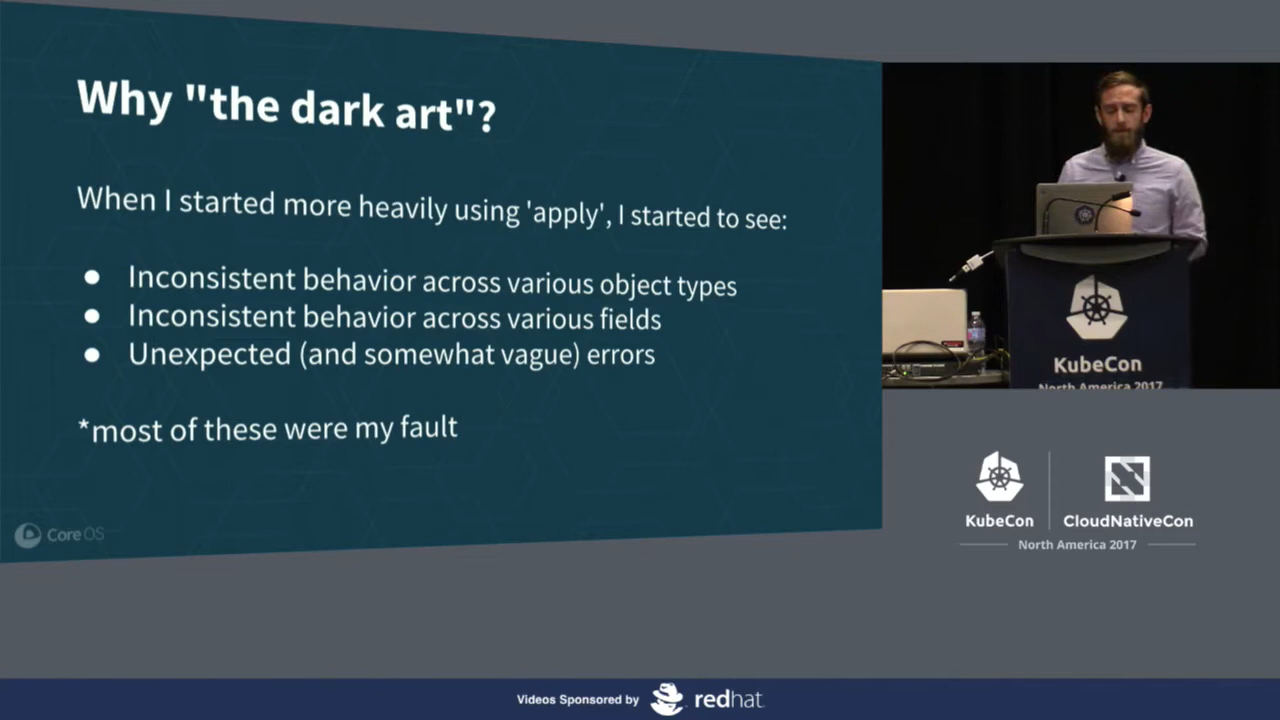 Why "the dark art"?
When I started more heavily using 'apply', I started to see:
● Inconsistent behavior across various object types
● Inconsistent behavior across various fields
● Unexpected (and somewhat vague) errors
*most of these were my fault
CoreOS
KubeCon
North America 2017
KubeCon
CloudNativeCon
North America 2017
Videos Sponsored by redhat.